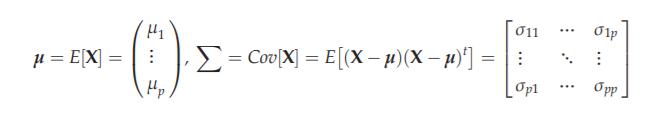 μ = E[X] = (μ1 ⋮ μp), ∑ = Cov[X] = E[(X − μ)(X − μ)^t] = [σ11 ⋯ σ1p ⋮ ⋱ ⋮ σp1 ⋯ σpp]